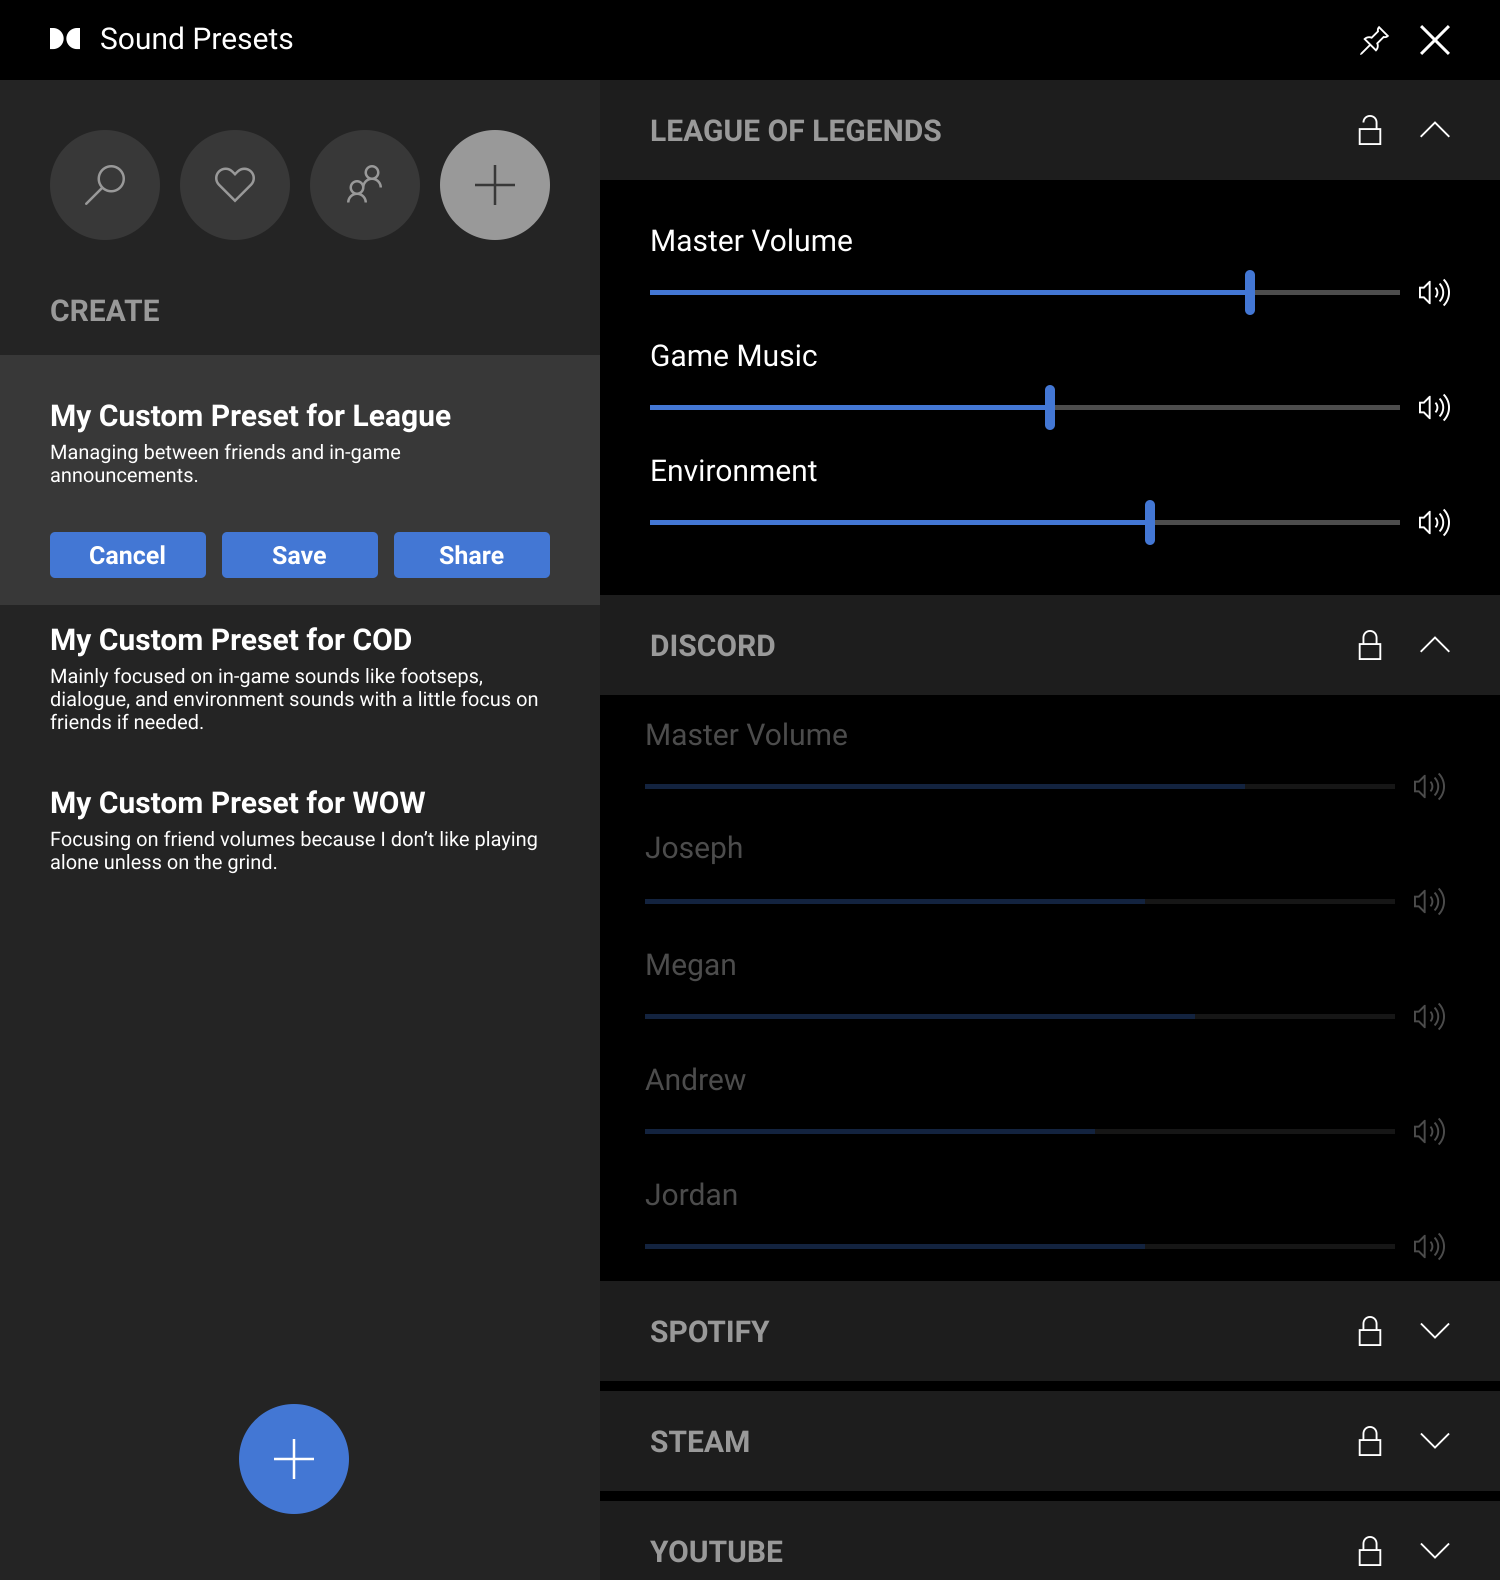 Sound Presets
CREATE
My Custom Preset for League
Managing between friends and in-game
announcements.
Cancel
Save
Share
My Custom Preset for COD
Mainly focused on in-game sounds like footseps,
dialogue, and environment sounds with a little focus on
friends if needed.
My Custom Preset for WOW
Focusing on friend volumes because I don’t like playing
alone unless on the grind.
LEAGUE OF LEGENDS
Master Volume
Game Music
Environment
DISCORD
Master Volume
Joseph
Megan
Andrew
Jordan
SPOTIFY
STEAM
YOUTUBE